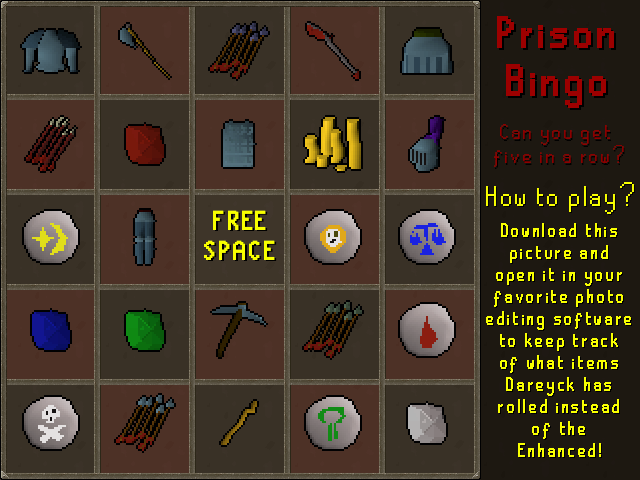 Prison
Bingo
Can you get
five in a row?
FREE
SPACE
How to play?
Download this
picture and
open it in your
favorite photo
editing software
to keep track
of what items
Dareyck has
rolled instead
of the
Enhanced!